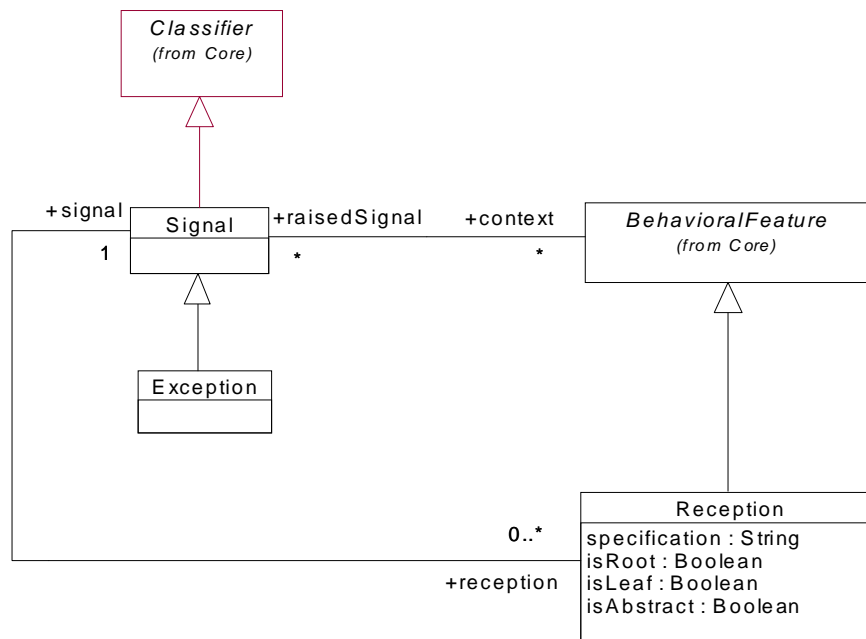 Classifier
(from Core)
+signal
Signal
+raisedSignal
+context
BehavioralFeature
(from Core)
1
*
*
Exception
Reception
0..*
specification : String
isRoot : Boolean
isLeaf : Boolean
isAbstract : Boolean
+reception